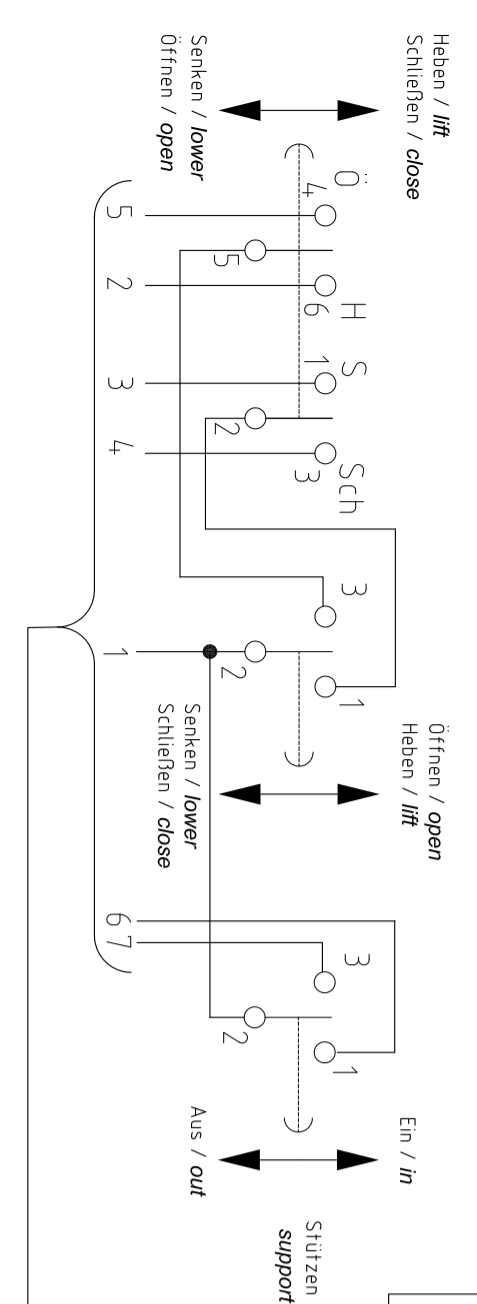 Heben / lift
Schließen / close
Senken / lower
Öffnen / open
Ö
4
5
H
6
S
1
2
Sch
3
5
2
3
4
1
6
7
3
2
1
Öffnen / open
Heben / lift
Senken / lower
Schließen / close
3
2
1
Ein / in
Aus / out
Stützen
support